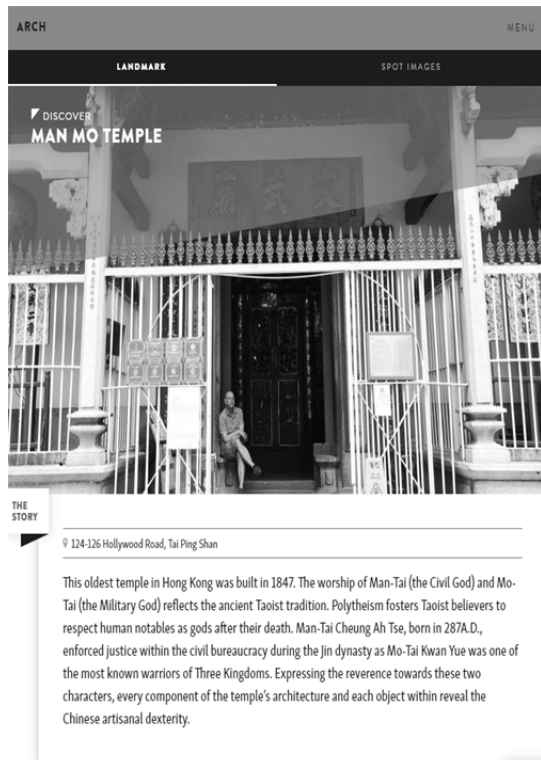 ARCH
MENU
LANDMARK
SPOT IMAGES
DISCOVER
MAN MO TEMPLE
廟武文
THE
STORY
124-126 Hollywood Road, Tai Ping Shan
This oldest temple in Hong Kong was built in 1847. The worship of Man-Tai (the Civil God) and Mo-
Tai (the Military God) reflects the ancient Taoist tradition. Polytheism fosters Taoist believers to
respect human notables as gods after their death. Man-Tai Cheung Ah Tse, born in 287A.D.,
enforced justice within the civil bureaucracy during the Jin dynasty as Mo-Tai Kwan Yue was one of
the most known warriors of Three Kingdoms. Expressing the reverence towards these two
characters, every component of the temple's architecture and each object within reveal the
Chinese artisanal dexterity.